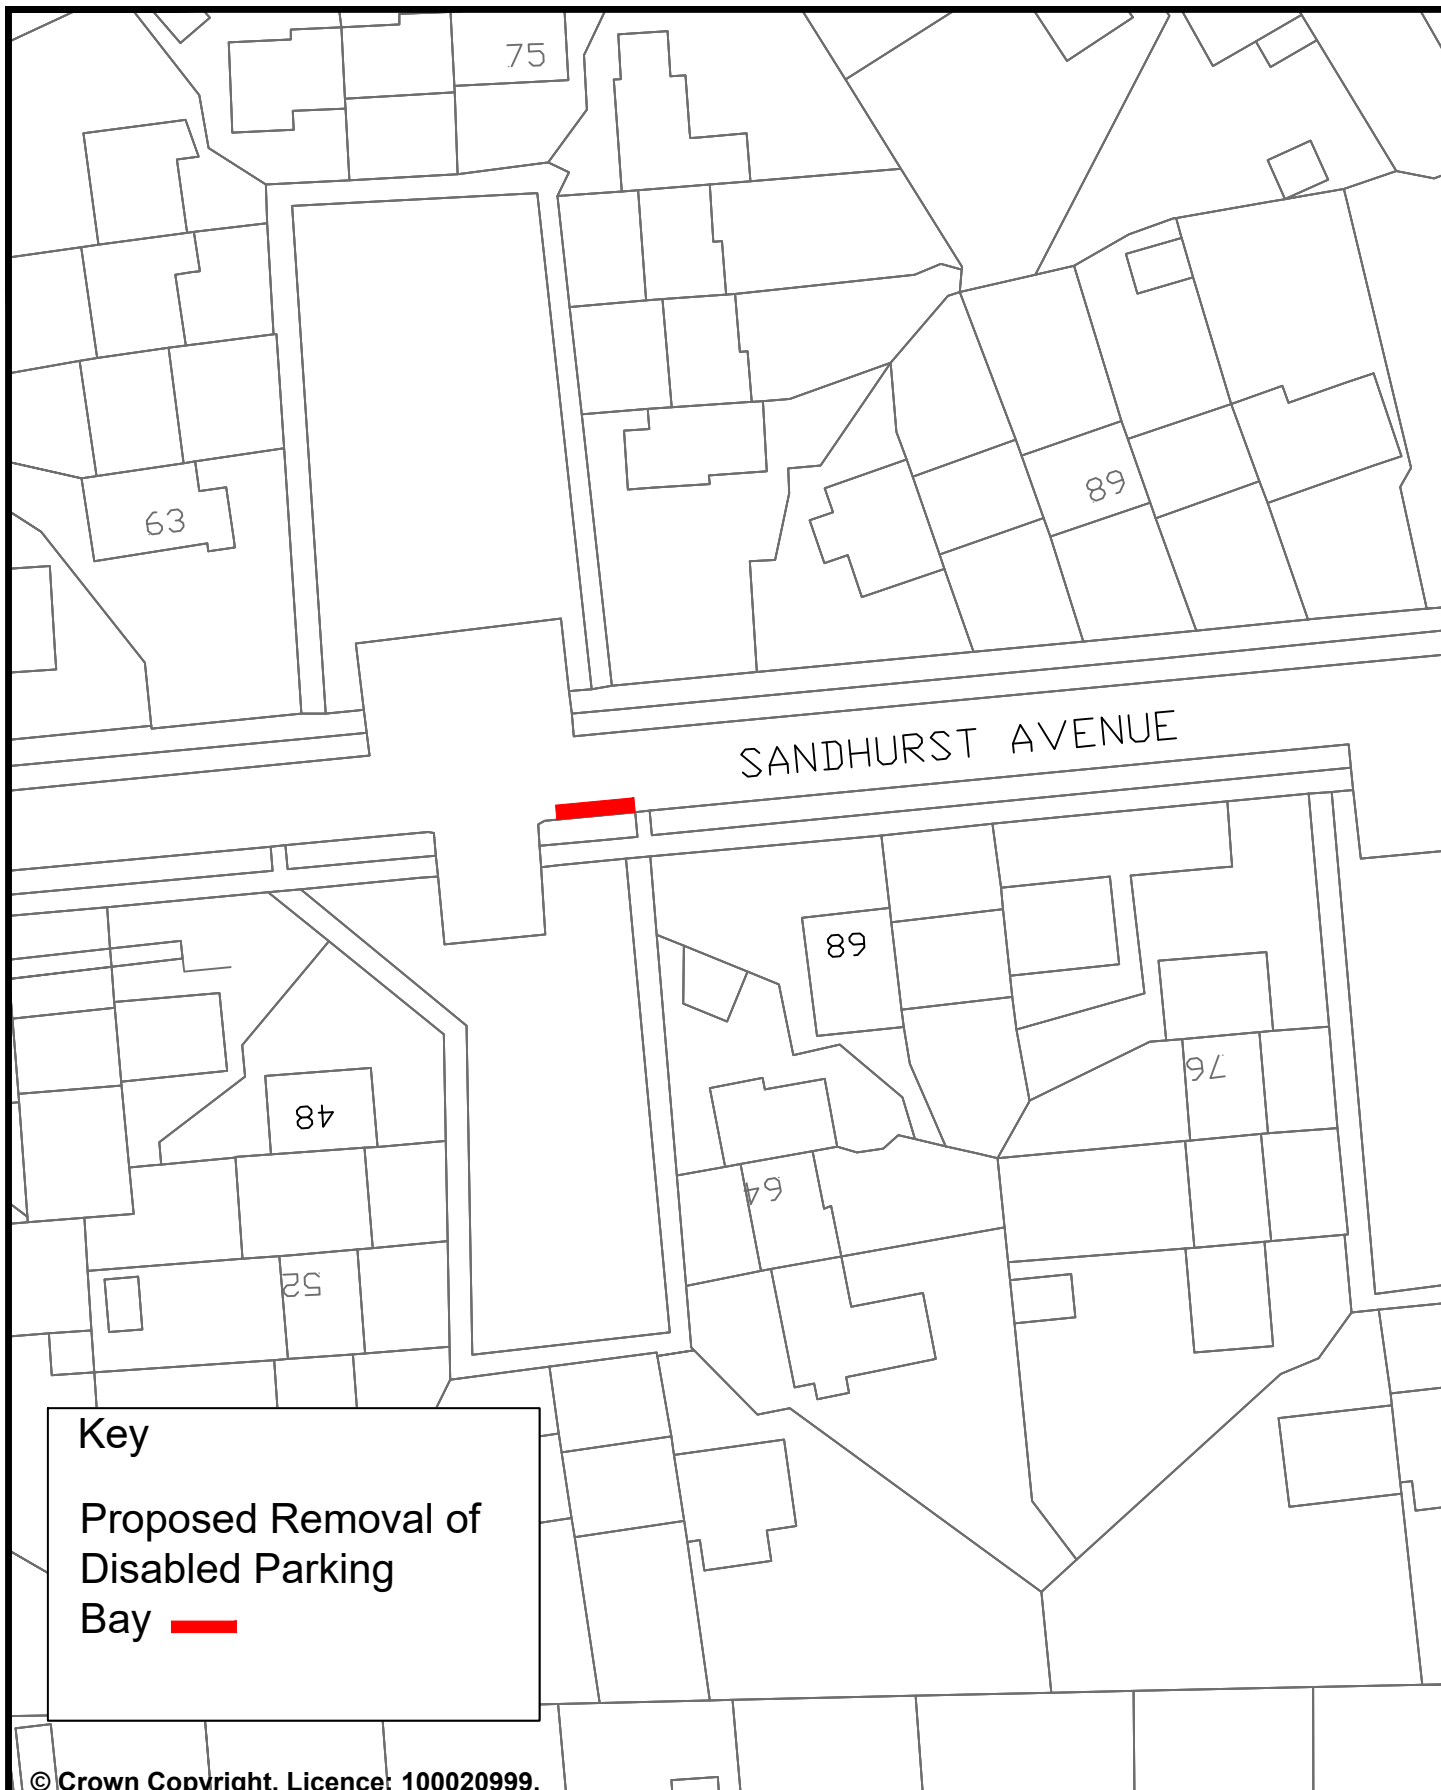 75
63
89
SANDHURST AVENUE
68
76
48
64
52
Key
Proposed Removal of
Disabled Parking
Bay
© Crown Copyright. Licence: 100020999.